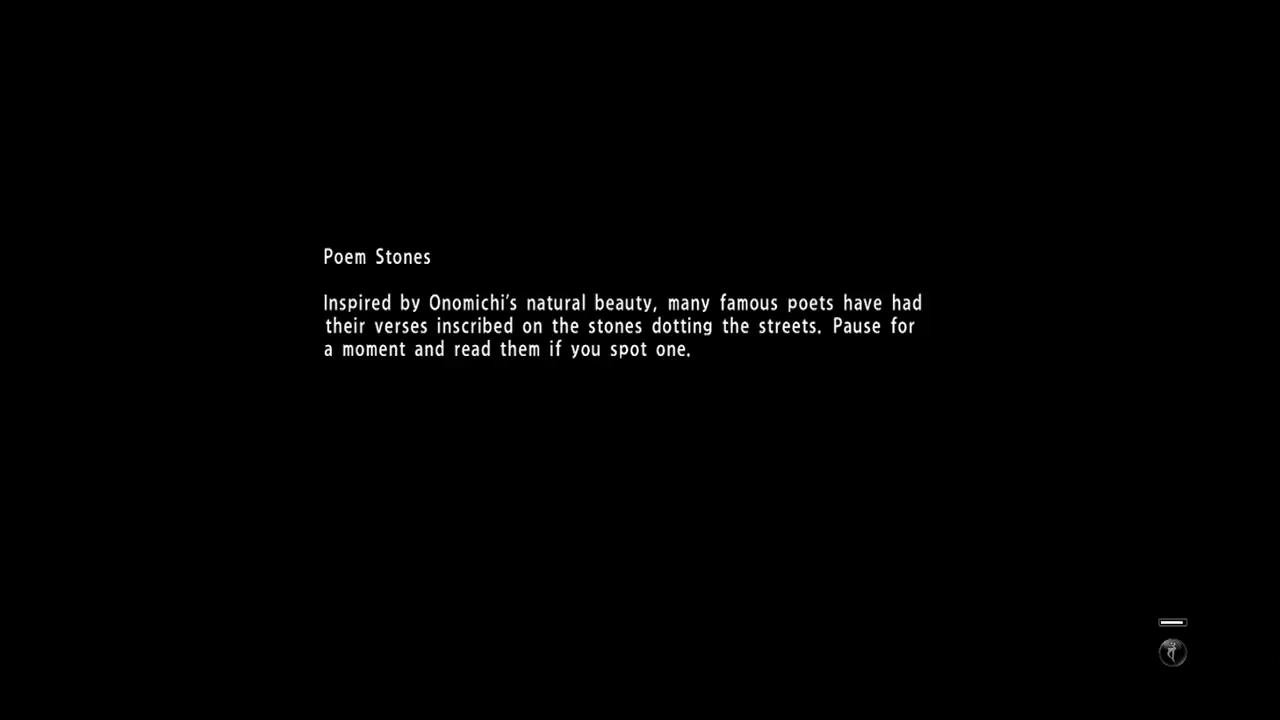 Poem Stones
Inspired by Onomichi's natural beauty, many famous poets have had
their verses inscribed on the stones dotting the streets. Pause for
a moment and read them if you spot one.